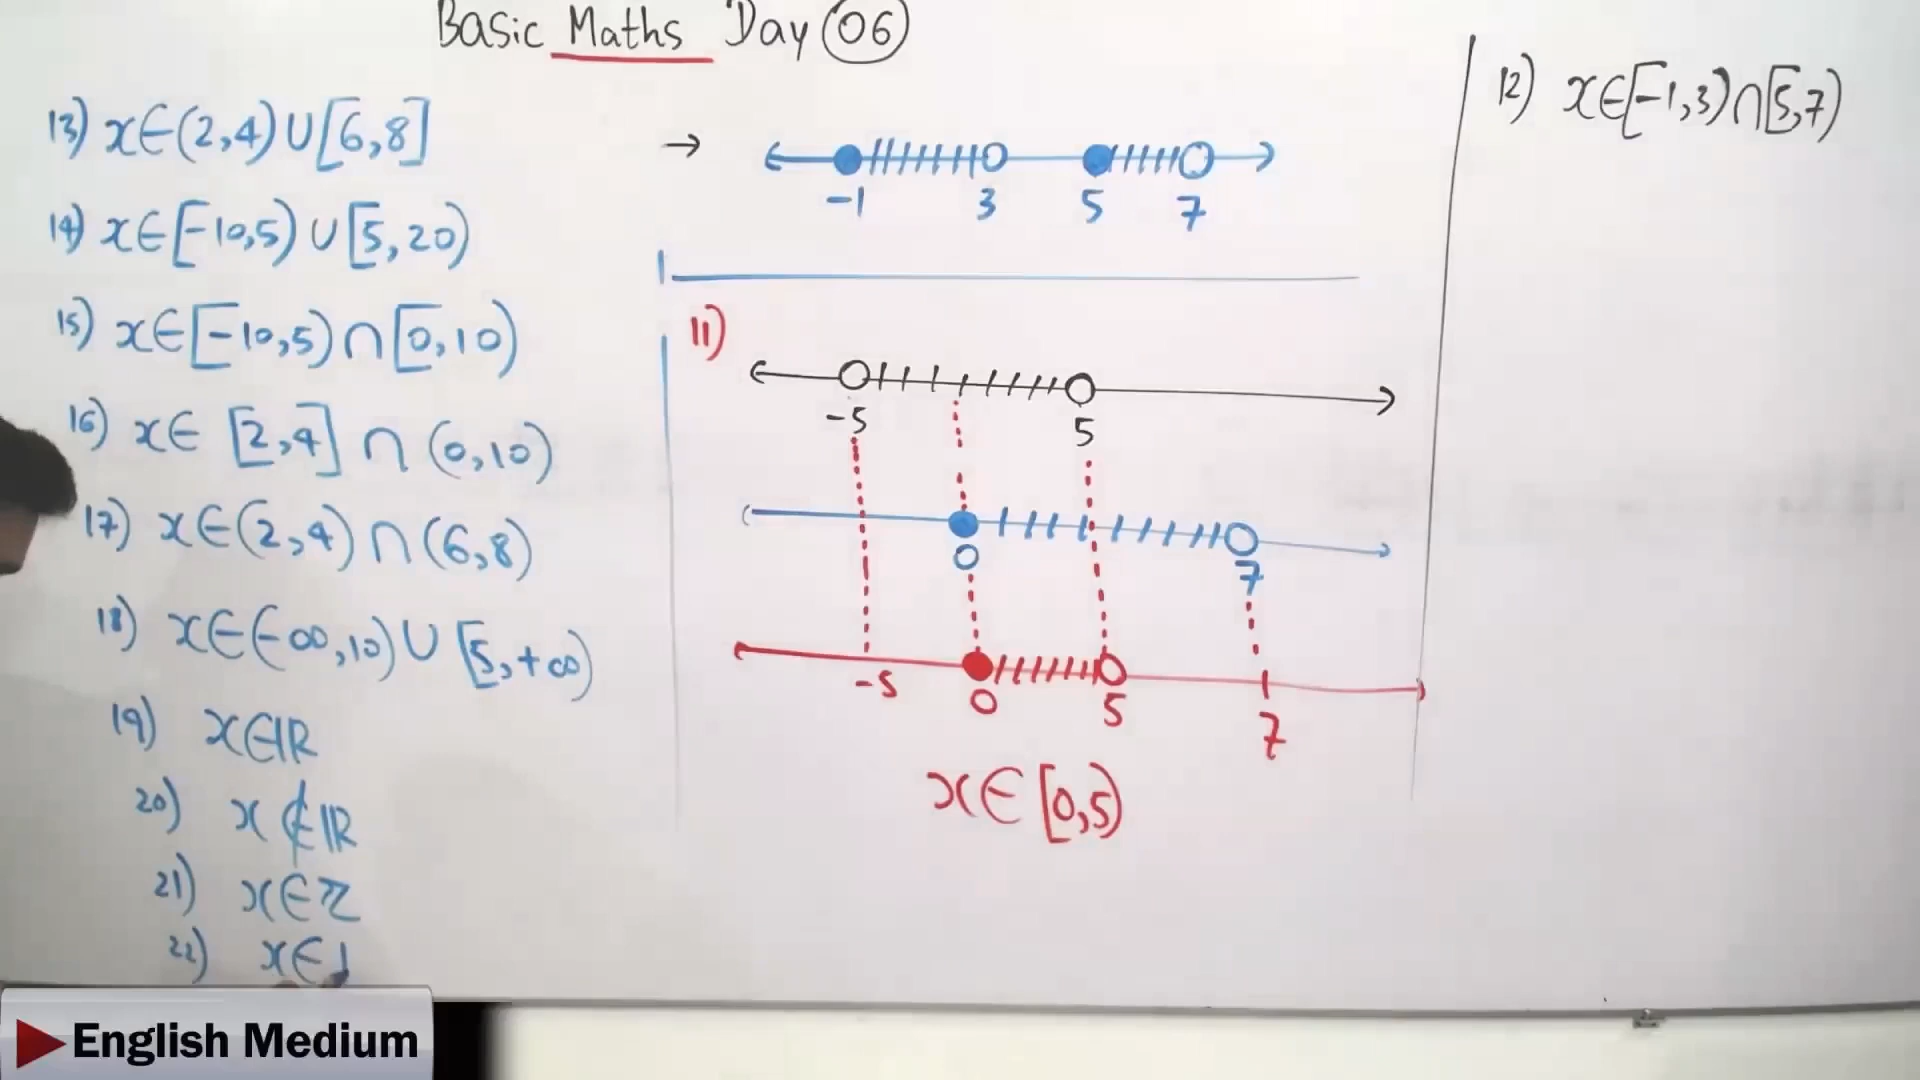 Basic Maths Day 06
13) x∈(2,4)∪[6,8]
14) x∈[-10,5)∪[5,20)
15) x∈[-10,5)∩[0,10)
16) x∈ [2,4] ∩ (0,10)
17) x∈(2,4)∩(6,8)
18) x∈(-∞,10)∪ [5,+∞)
19) x∈ℝ
20) x∉ℝ
21) x∈ℤ
22) x∈
→
-1 3 5 7
11)
-5 5
0 7
-5 0 5 7
x∈[0,5)
12) x∈[-1,3)∩[5,7)
English Medium